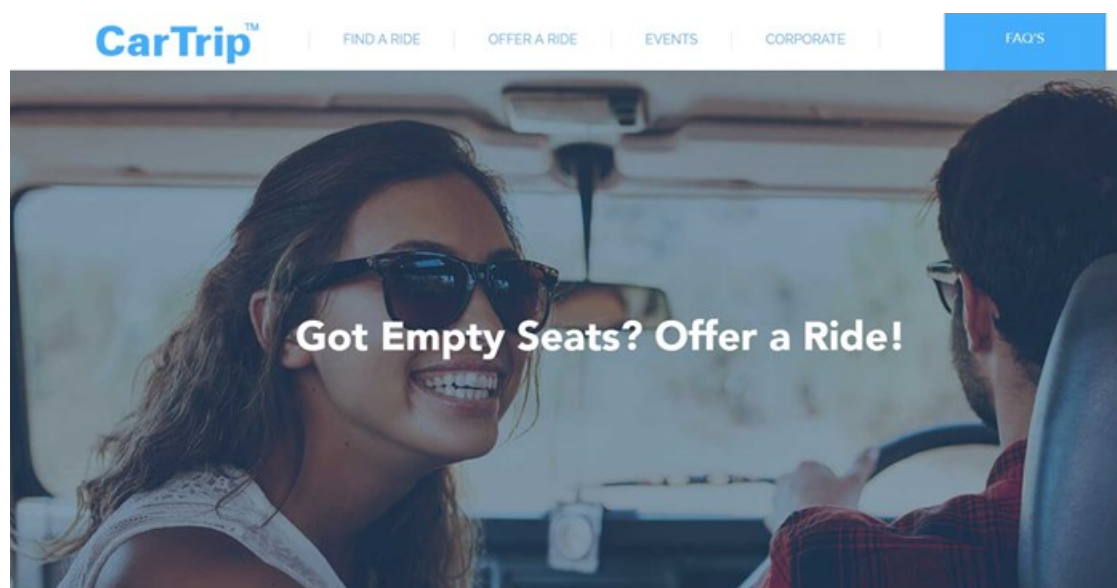 CarTrip™
FIND A RIDE
OFFER A RIDE
EVENTS
CORPORATE
FAQ'S
Got Empty Seats? Offer a Ride!